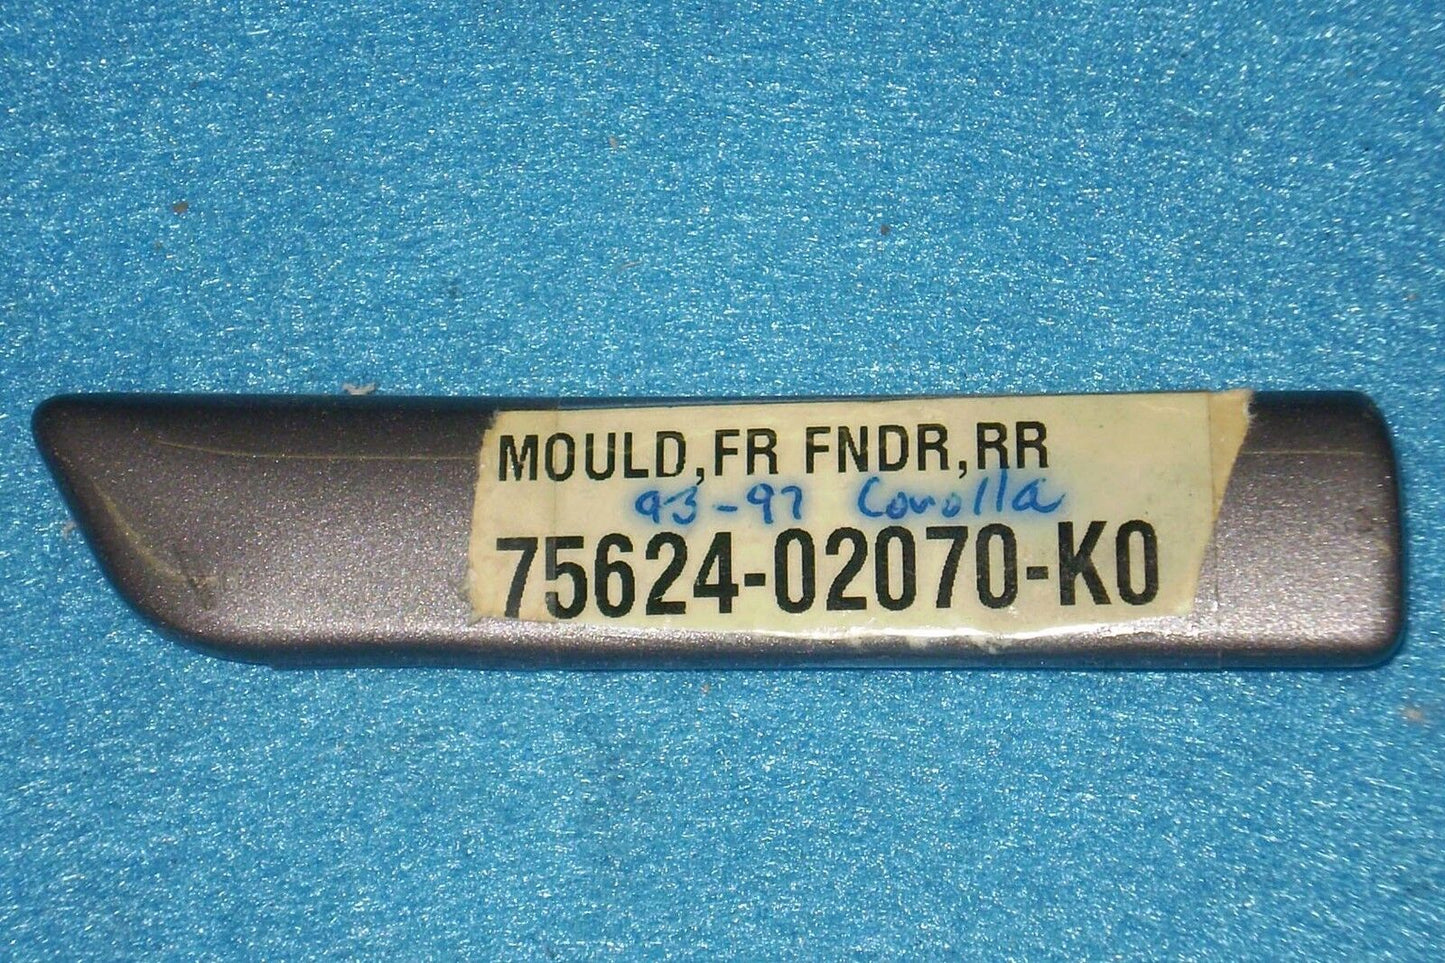 MOULD,FR FNDR,RR
93-97 Corolla
75624-02070-K0